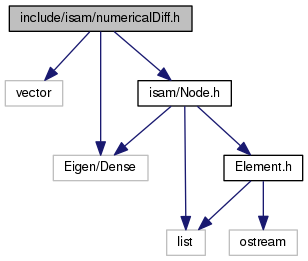 include/isam/numericalDiff.h
vector
isam/Node.h
Eigen/Dense
Element.h
list
ostream